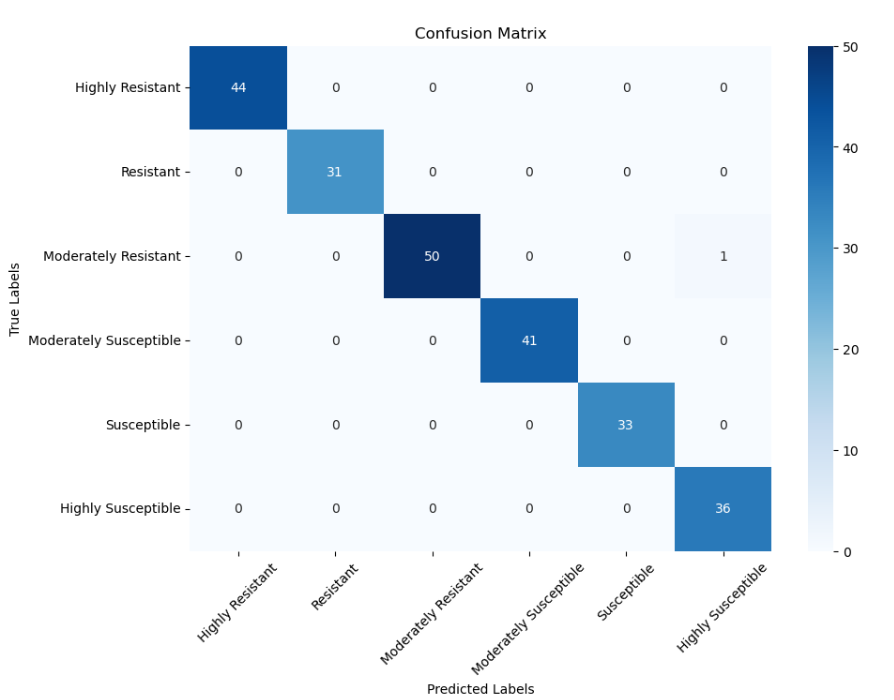 Confusion Matrix
Highly Resistant 44 0 0 0 0 0
Resistant 0 31 0 0 0 0
Moderately Resistant 0 0 50 0 0 1
Moderately Susceptible 0 0 0 41 0 0
Susceptible 0 0 0 0 33 0
Highly Susceptible 0 0 0 0 0 36
True Labels
Highly Resistant
Resistant
Moderately Resistant
Moderately Susceptible
Susceptible
Highly Susceptible
Predicted Labels
50
40
30
20
10
0